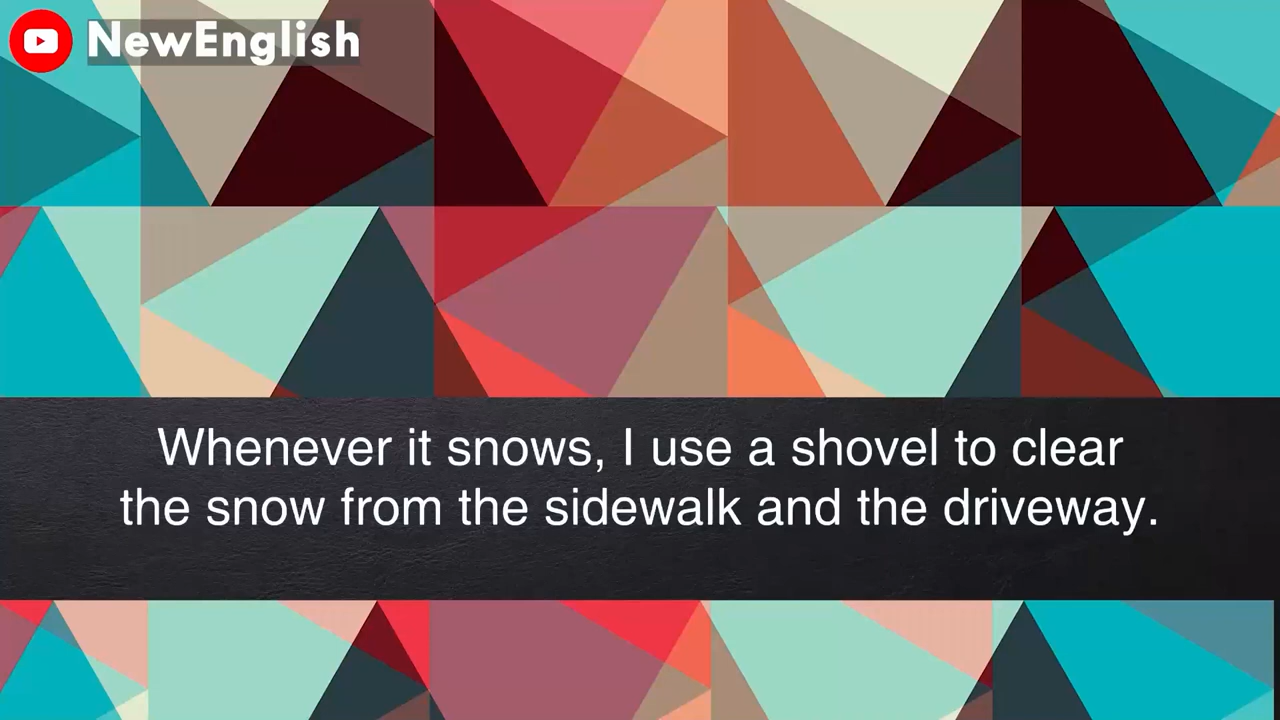 NewEnglish
Whenever it snows, I use a shovel to clear
the snow from the sidewalk and the driveway.